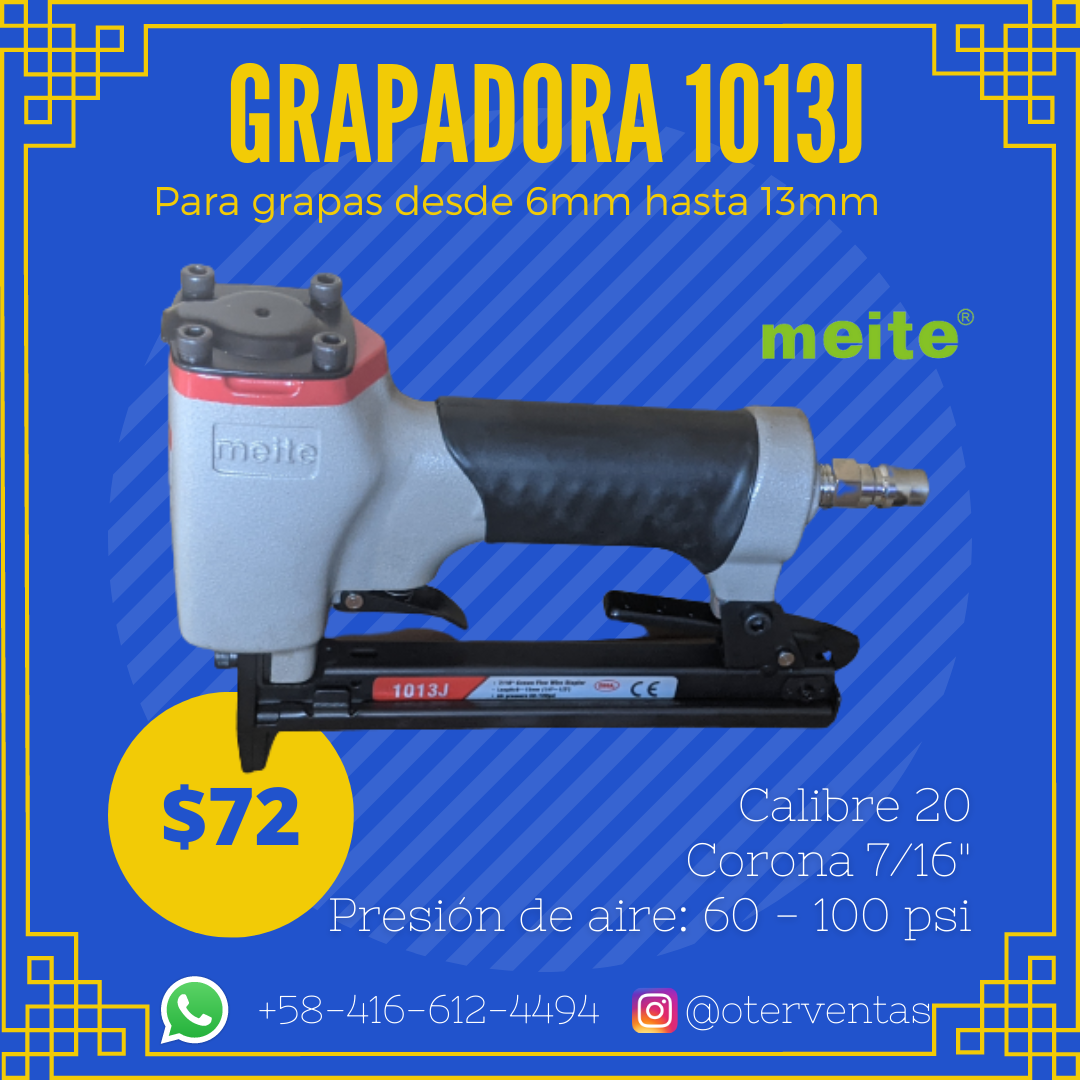 GRAPADORA 1013J
Para grapas desde 6mm hasta 13mm
meite®
meite
1013J
CE
$72
Calibre 20
Corona 7/16"
Presión de aire: 60 - 100 psi
+58-416-612-4494
@oterventas